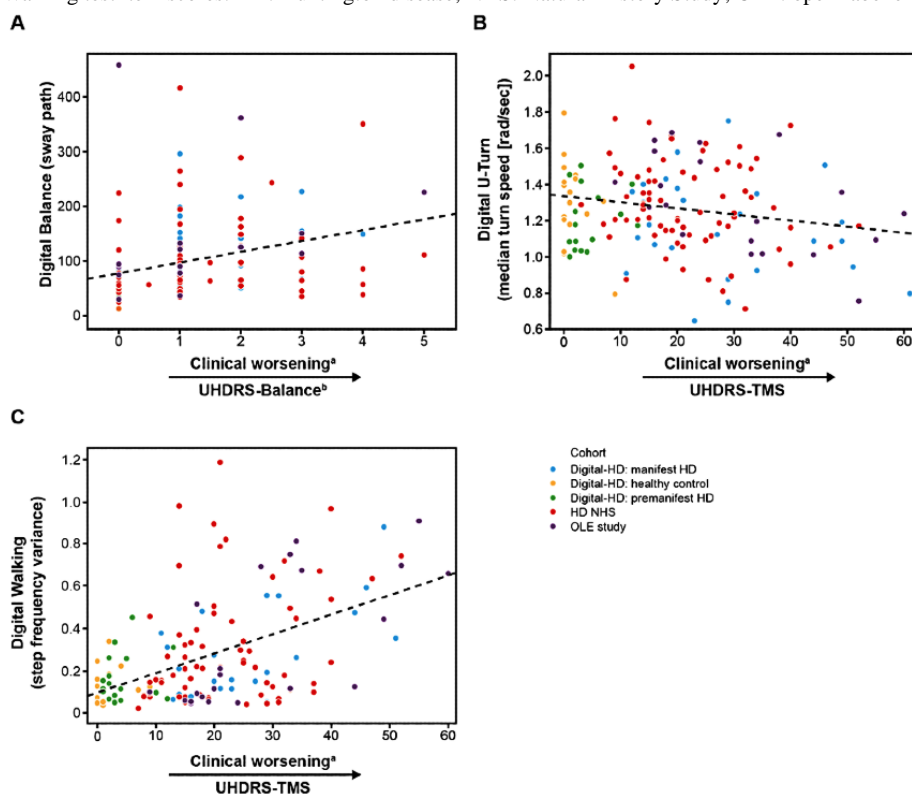 A
Digital Balance (sway path)
400
300
200
100
0
0 1 2 3 4 5
Clinical worsening^a
UHDRS-Balance^b
B
Digital U-Turn
(median turn speed [rad/sec])
2.0
1.8
1.6
1.4
1.2
1.0
0.8
0.6
0 10 20 30 40 50 60
Clinical worsening^a
UHDRS-TMS
C
Digital Walking
(step frequency variance)
1.2
1.0
0.8
0.6
0.4
0.2
0
0 10 20 30 40 50 60
Clinical worsening^a
UHDRS-TMS
Cohort
Digital-HD: manifest HD
Digital-HD: healthy control
Digital-HD: premanifest HD
HD NHS
OLE study